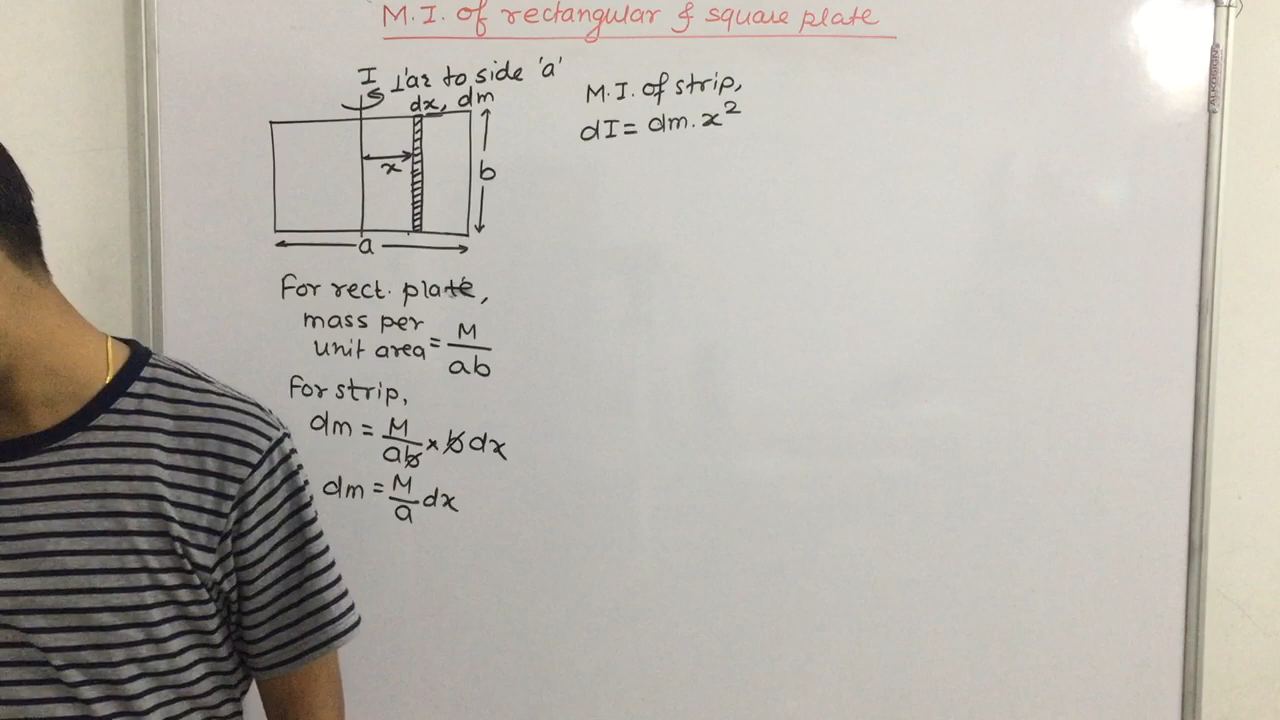 M.I. of rectangular & square plate
I ⊥'ar to side 'a'
dx, dm
x
b
a
For rect. plate,
mass per unit area = M/ab
For strip,
dm = M/ab × b dx
dm = M/a dx
M.I. of strip,
dI = dm.x²
ALKOSIGN